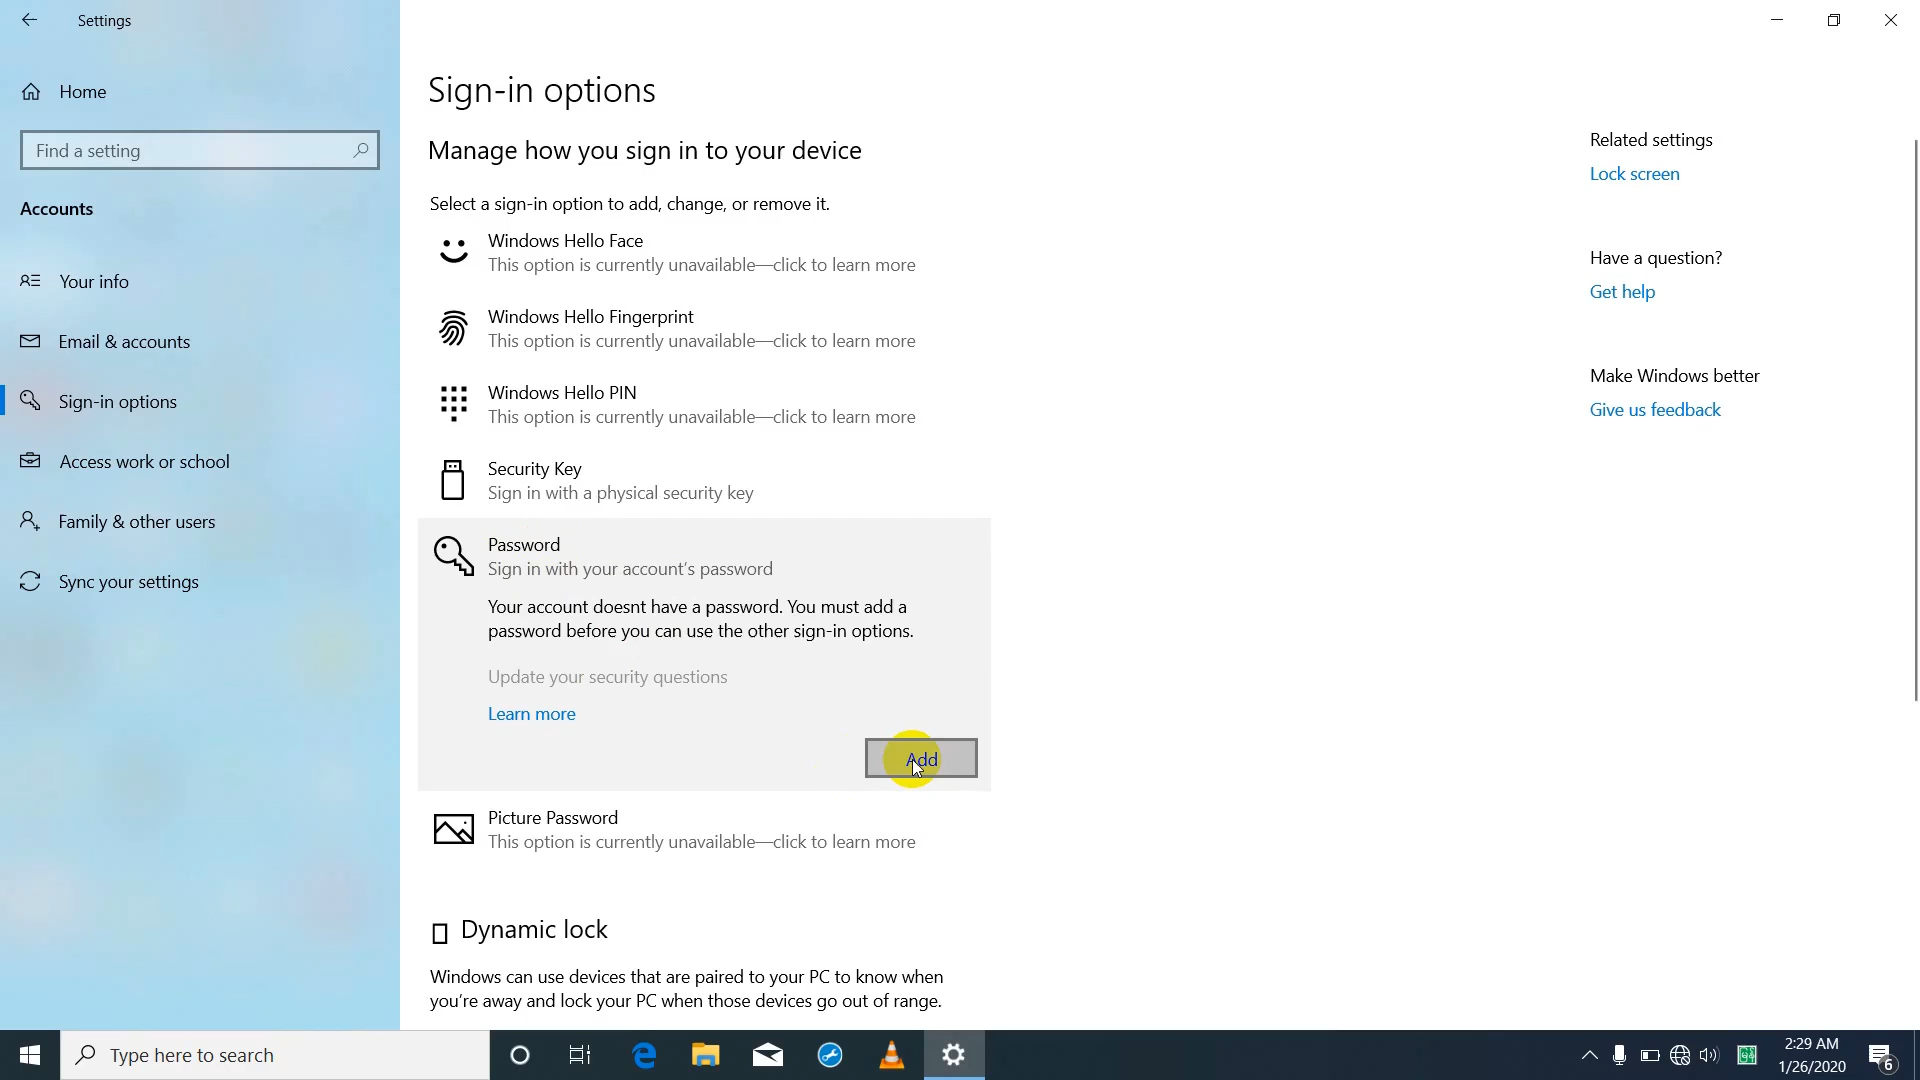 Settings
Home
Find a setting
Accounts
Your info
Email & accounts
Sign-in options
Access work or school
Family & other users
Sync your settings
Sign-in options
Manage how you sign in to your device
Select a sign-in option to add, change, or remove it.
Windows Hello Face
This option is currently unavailable—click to learn more
Windows Hello Fingerprint
This option is currently unavailable—click to learn more
Windows Hello PIN
This option is currently unavailable—click to learn more
Security Key
Sign in with a physical security key
Password
Sign in with your account's password
Your account doesnt have a password. You must add a
password before you can use the other sign-in options.
Update your security questions
Learn more
Add
Picture Password
This option is currently unavailable—click to learn more
Dynamic lock
Windows can use devices that are paired to your PC to know when
you're away and lock your PC when those devices go out of range.
Related settings
Lock screen
Have a question?
Get help
Make Windows better
Give us feedback
Type here to search
2:29 AM
1/26/2020
6